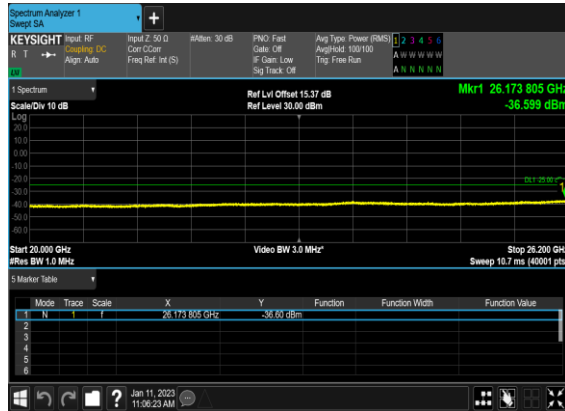 Spectrum Analyzer 1
Swept SA
+
KEYSIGHT Input: RF Input Z: 50 Ω #Atten: 30 dB PNO: Fast Avg Type: Power (RMS) 1 2 3 4 5 6
R T Coupling: DC Corr CCorr Gate: Off Avg|Hold: 100/100 A W W W W W
Align: Auto Freq Ref: Int (S) IF Gain: Low Trig: Free Run
Sig Track: Off A N N N N N
1 Spectrum Ref Lvl Offset 15.37 dB Mkr1 26.173 805 GHz
Scale/Div 10 dB Ref Level 30.00 dBm -36.599 dBm
Log
20.0
10.0
0.00
-10.0
-20.0 DL1 -25.00
-30.0 1
-40.0
-50.0
-60.0
Start 20.000 GHz Video BW 3.0 MHz* Stop 26.200 GHz
#Res BW 1.0 MHz Sweep 10.7 ms (40001 pts
5 Marker Table
Mode Trace Scale X Y Function Function Width Function Value
1 N 1 f 26.173 805 GHz -36.60 dBm
2
3
4
5
6
? Jan 11, 2023
11:06:23 AM